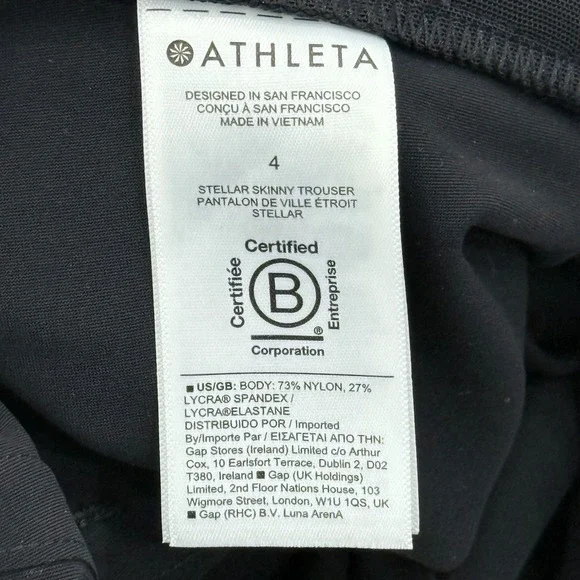 ATHLETA
DESIGNED IN SAN FRANCISCO
CONÇU À SAN FRANCISCO
MADE IN VIETNAM
4
STELLAR SKINNY TROUSER
PANTALON DE VILLE ÉTROIT
STELLAR
Certified
Certifiée
B
Entreprise
®
Corporation
■ US/GB: BODY: 73% NYLON, 27%
LYCRA® SPANDEX /
LYCRA®ELASTANE
DISTRIBUIDO POR / Imported
By/Importe Par / ΕΙΣΑΓΕΤΑΙ ΑΠΟ ΤΗΝ:
Gap Stores (Ireland) Limited c/o Arthur
Cox, 10 Earlsfort Terrace, Dublin 2, D02
T380, Ireland ■ Gap (UK Holdings)
Limited, 2nd Floor Nations House, 103
Wigmore Street, London, W1U 1QS, UK
■ Gap (RHC) B.V. Luna ArenA